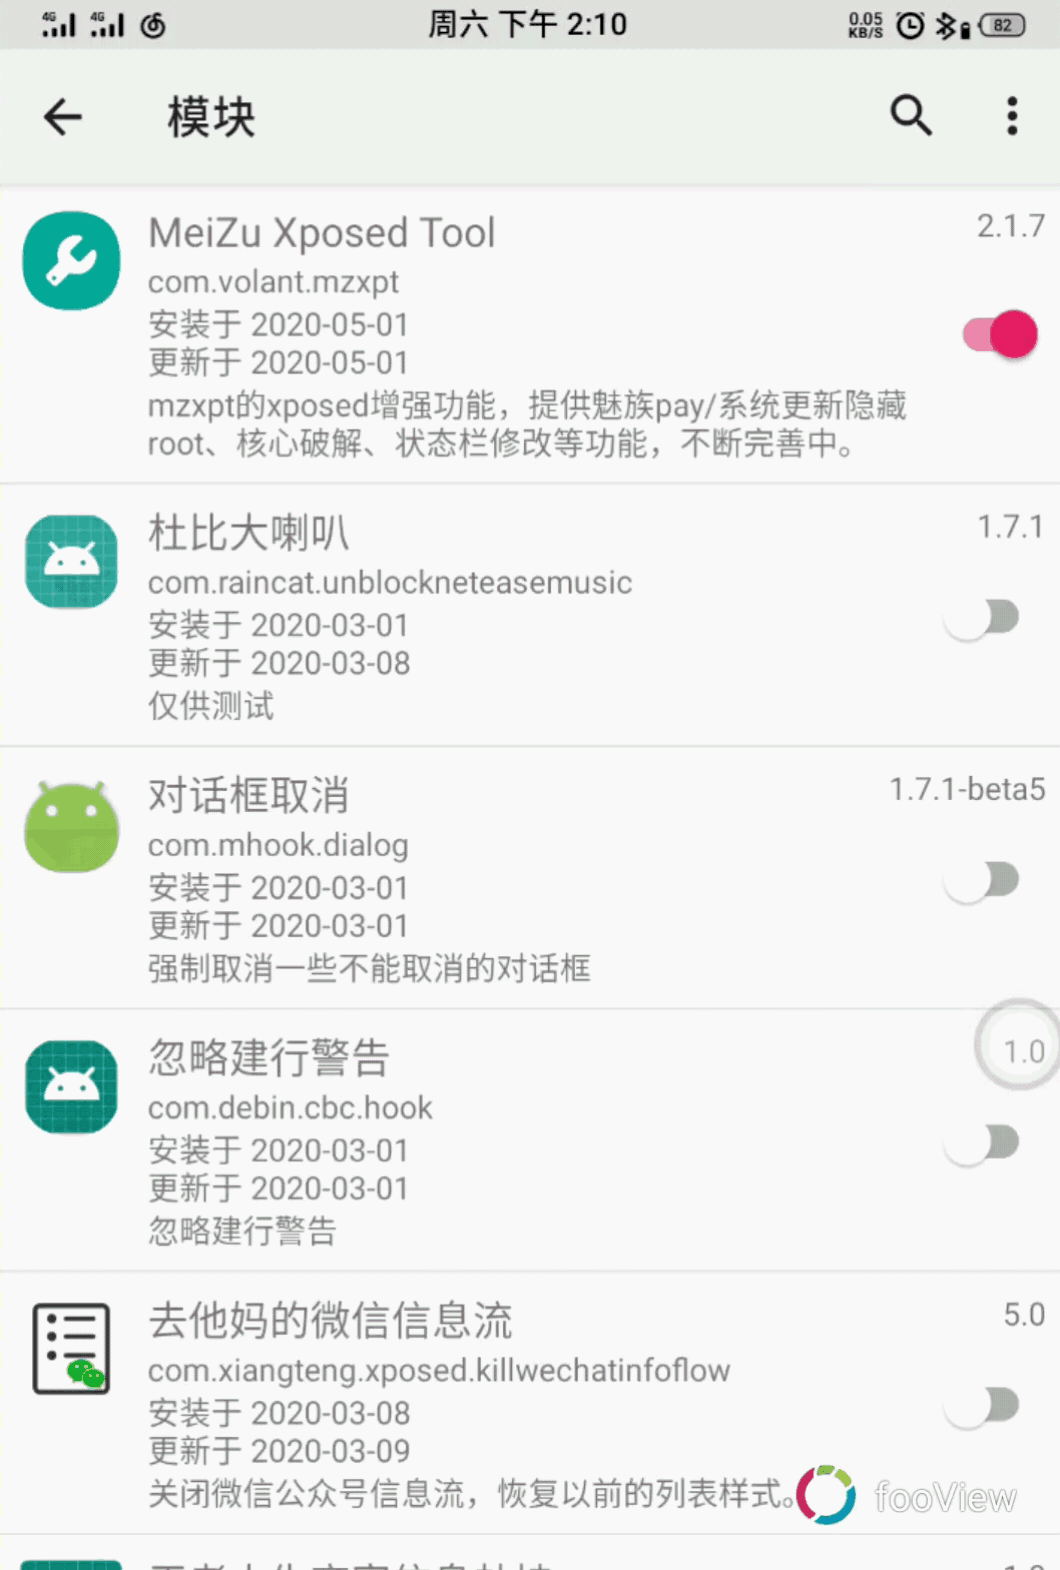 4G 4G 周六 下午 2:10 0.05 KB/S 82
模块
MeiZu Xposed Tool 2.1.7
com.volant.mzxpt
安装于 2020-05-01
更新于 2020-05-01
mzxpt的xposed增强功能，提供魅族pay/系统更新隐藏
root、核心破解、状态栏修改等功能，不断完善中。
杜比大喇叭 1.7.1
com.raincat.unblockneteasemusic
安装于 2020-03-01
更新于 2020-03-08
仅供测试
对话框取消 1.7.1-beta5
com.mhook.dialog
安装于 2020-03-01
更新于 2020-03-01
强制取消一些不能取消的对话框
忽略建行警告 1.0
com.debin.cbc.hook
安装于 2020-03-01
更新于 2020-03-01
忽略建行警告
去他妈的微信信息流 5.0
com.xiangteng.xposed.killwechatinfoflow
安装于 2020-03-08
更新于 2020-03-09
关闭微信公众号信息流，恢复以前的列表样式。
fooView